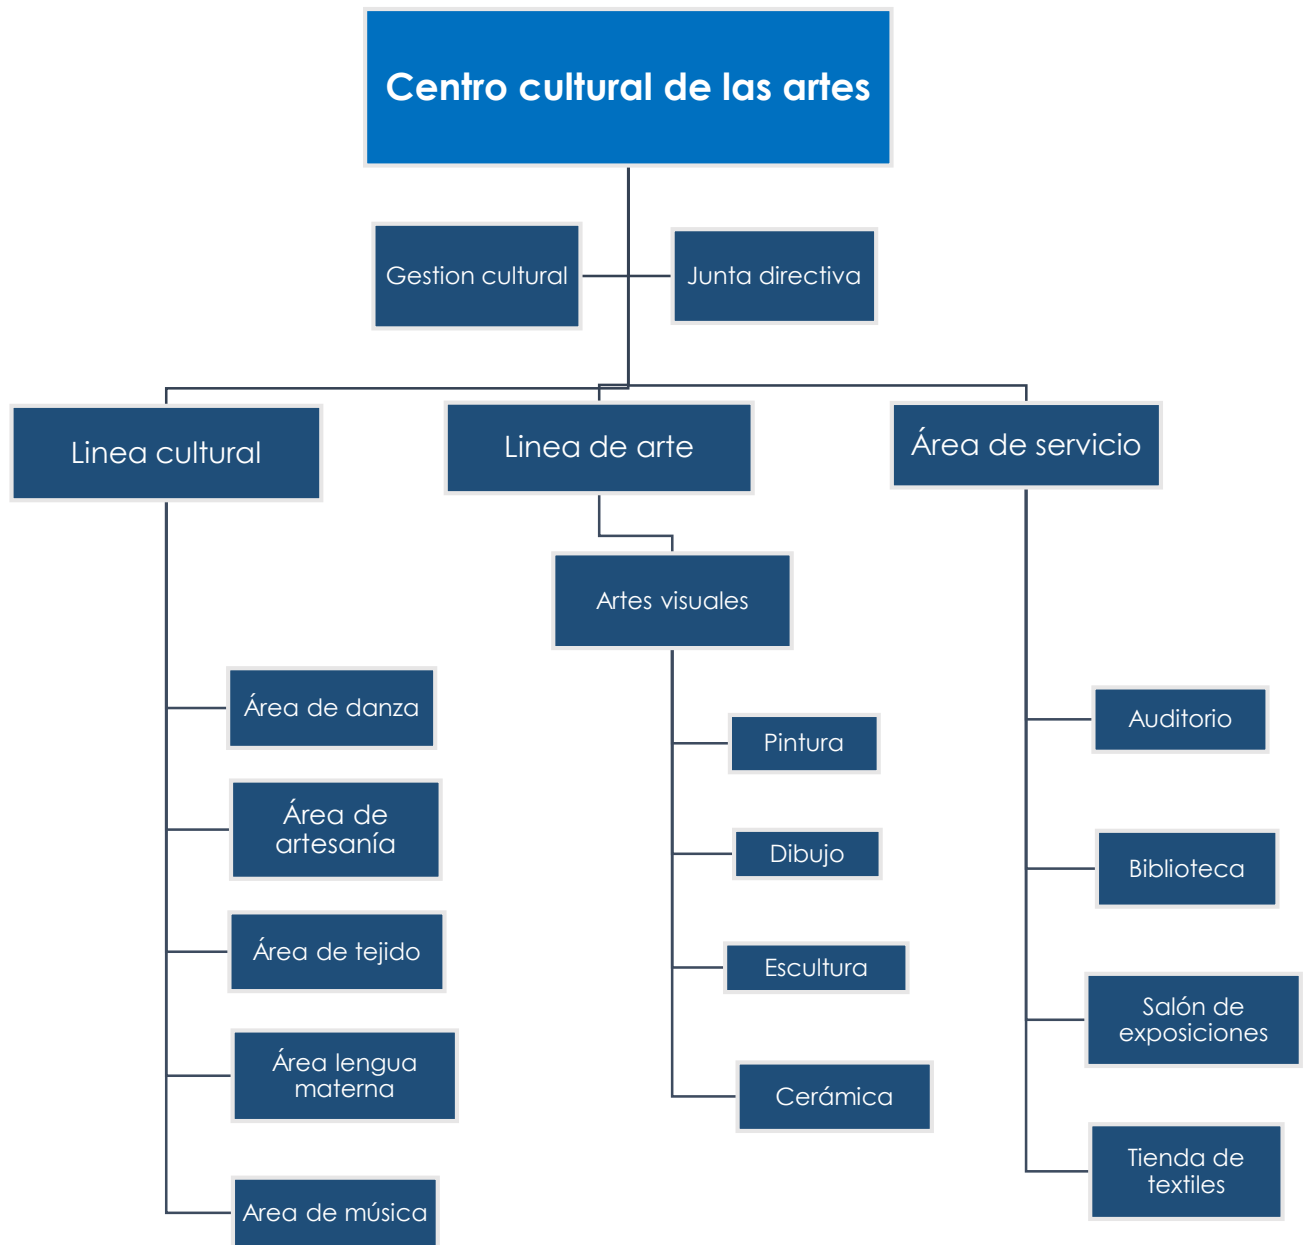 Centro cultural de las artes
Gestion cultural
Junta directiva
Linea cultural
Linea de arte
Área de servicio
Artes visuales
Área de danza
Área de
artesanía
Área de tejido
Área lengua
materna
Area de música
Pintura
Dibujo
Escultura
Cerámica
Auditorio
Biblioteca
Salón de
exposiciones
Tienda de
textiles